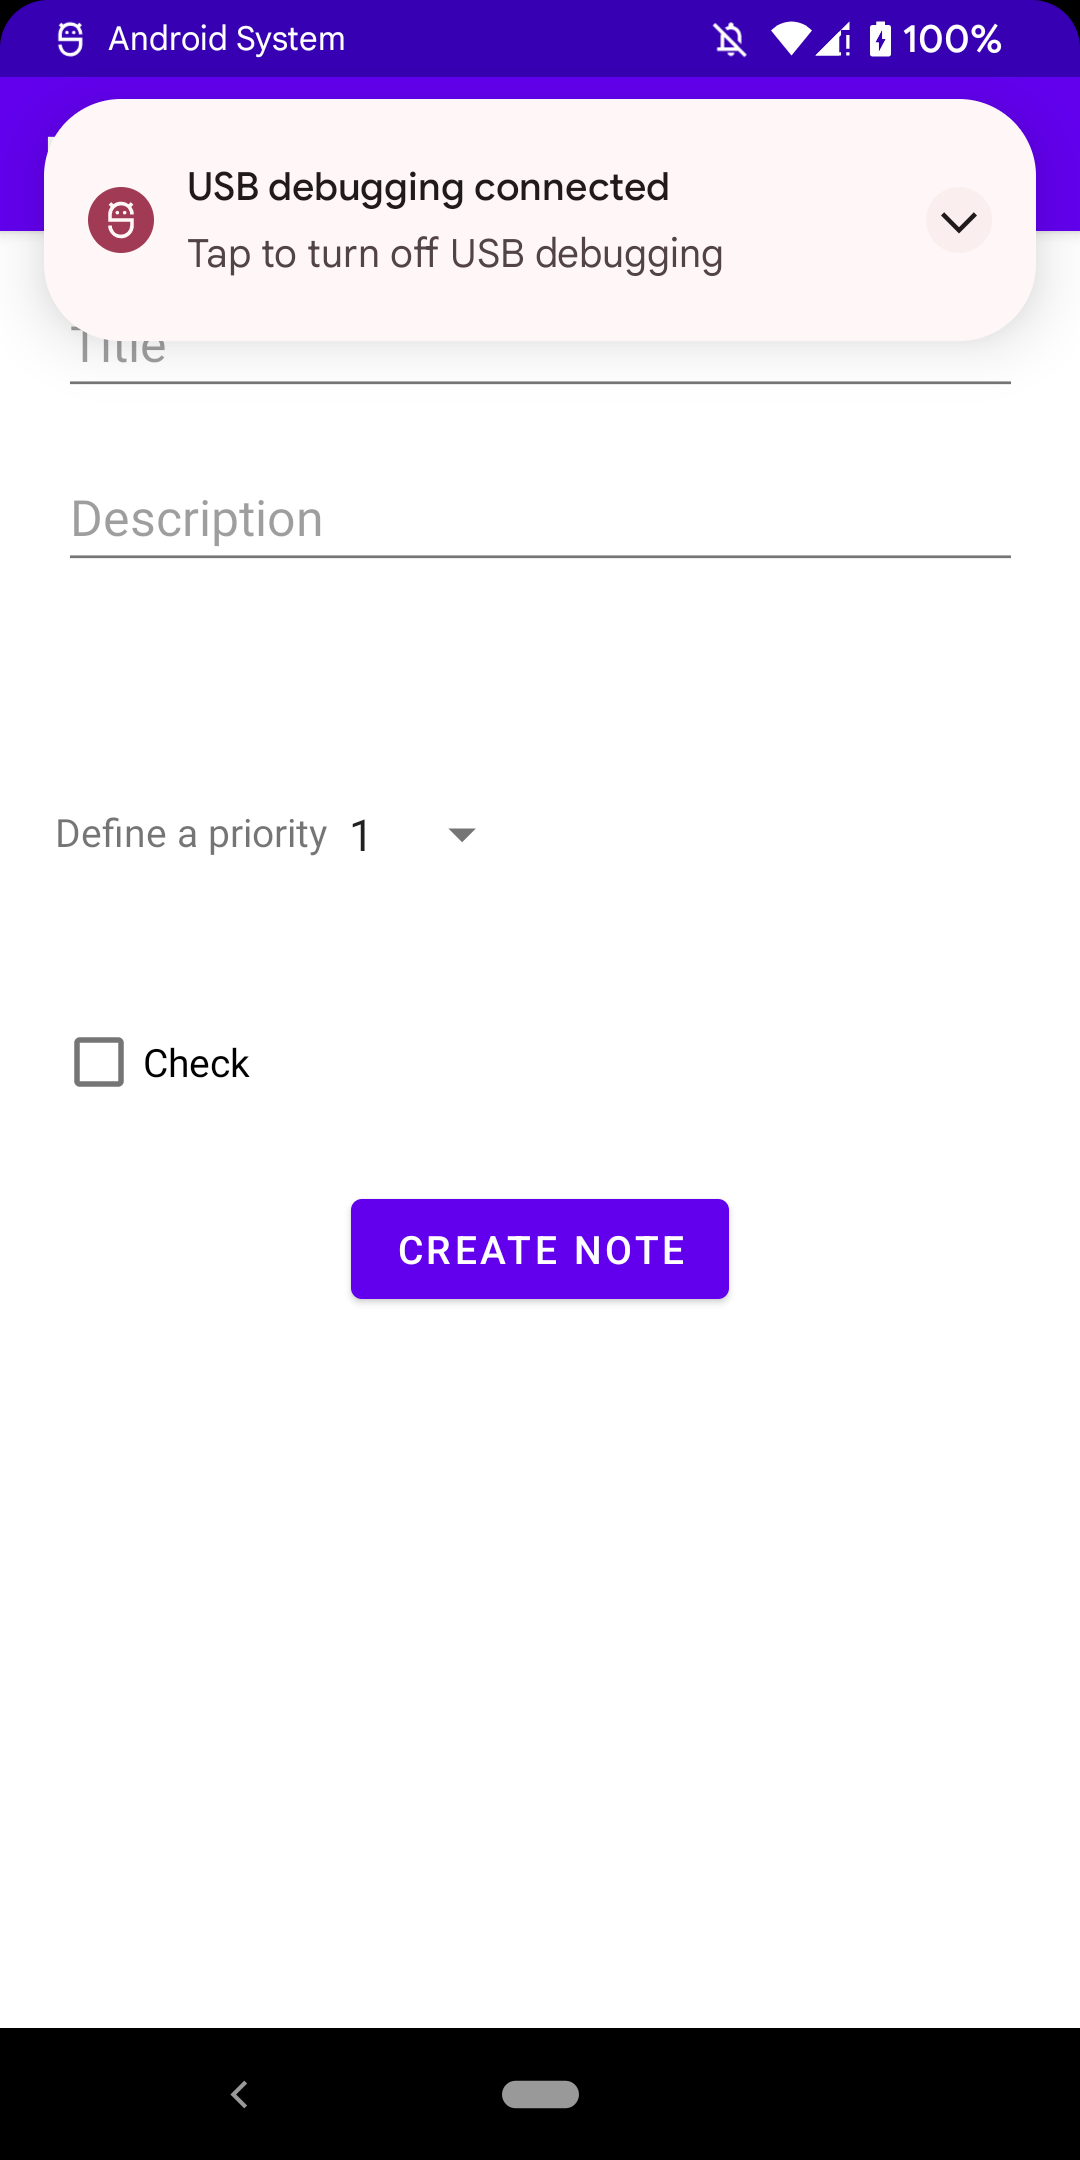 Android System
100%
USB debugging connected
Tap to turn off USB debugging
Title
Description
Define a priority 1
Check
CREATE NOTE